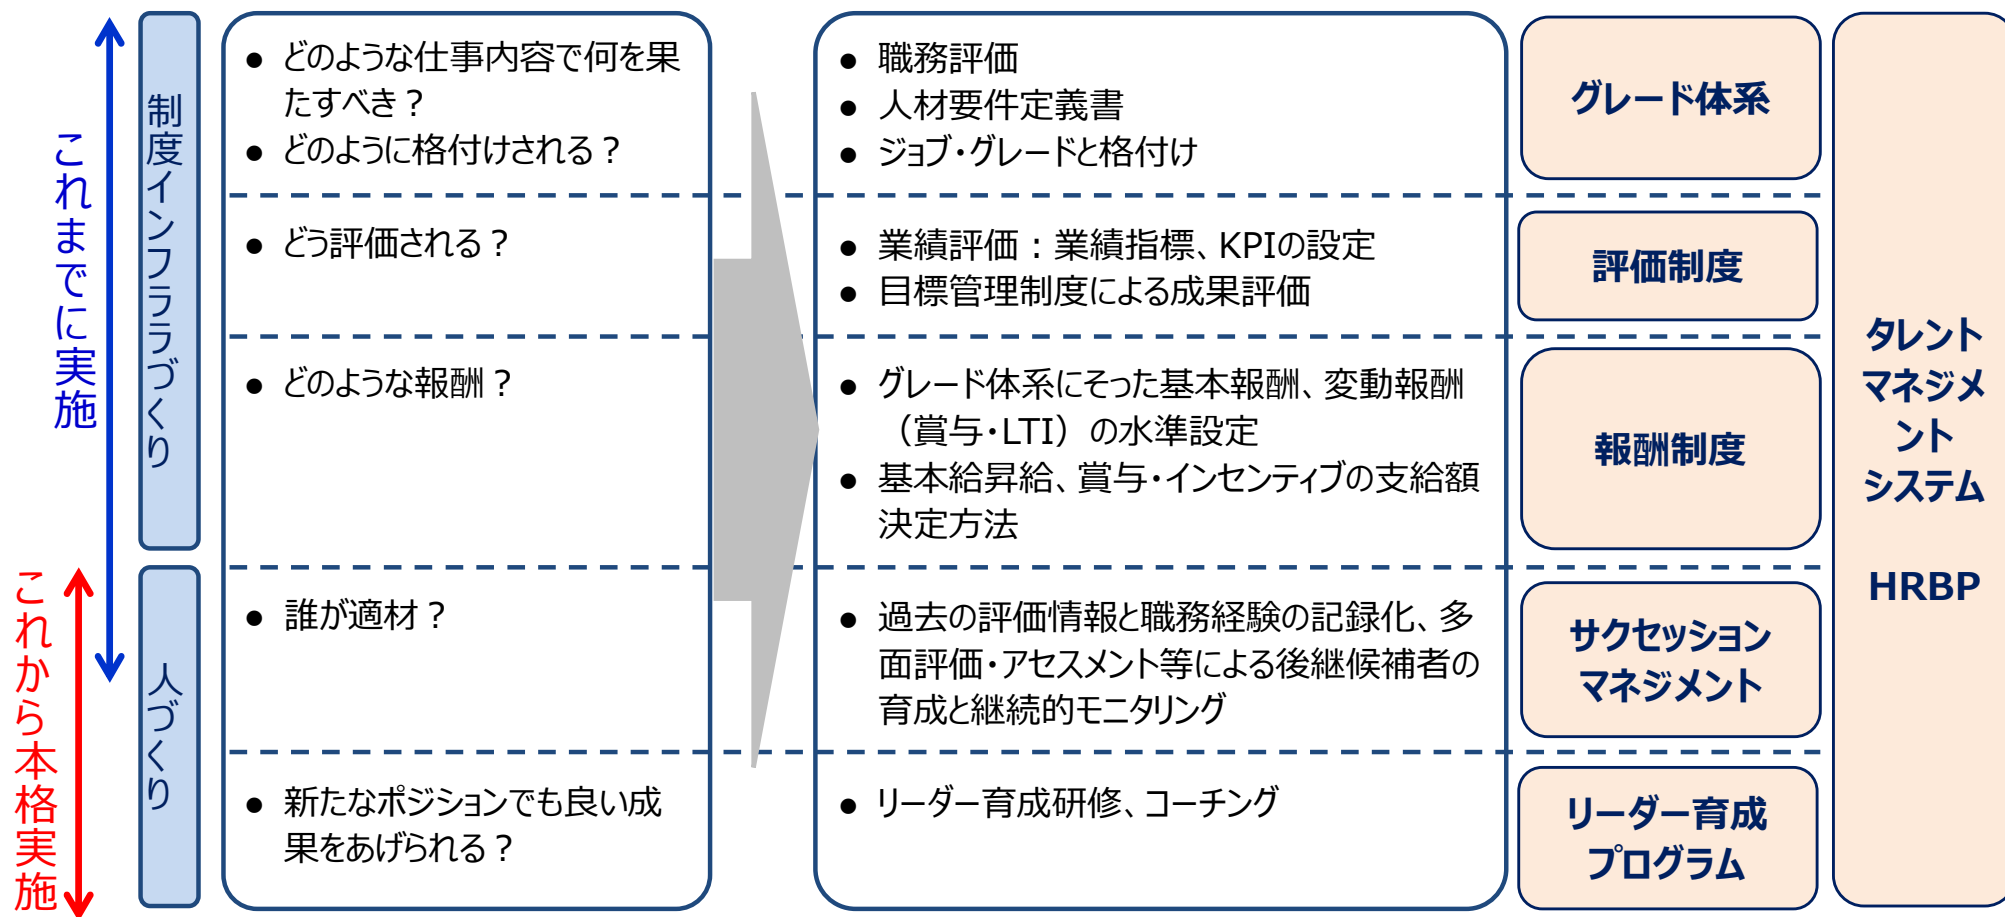 これまでに実施
これから本格実施
制度インフラづくり
人づくり
● どのような仕事内容で何を果
たすべき？
● どのように格付けされる？
● どう評価される？
● どのような報酬？
● 誰が適材？
● 新たなポジションでも良い成
果をあげられる？
● 職務評価
● 人材要件定義書
● ジョブ・グレードと格付け
● 業績評価：業績指標、KPIの設定
● 目標管理制度による成果評価
● グレード体系にそった基本報酬、変動報酬
（賞与・LTI）の水準設定
● 基本給昇給、賞与・インセンティブの支給額
決定方法
● 過去の評価情報と職務経験の記録化、多
面評価・アセスメント等による後継候補者の
育成と継続的モニタリング
● リーダー育成研修、コーチング
グレード体系
評価制度
報酬制度
サクセッション
マネジメント
リーダー育成
プログラム
タレント
マネジメ
ント
システム
HRBP